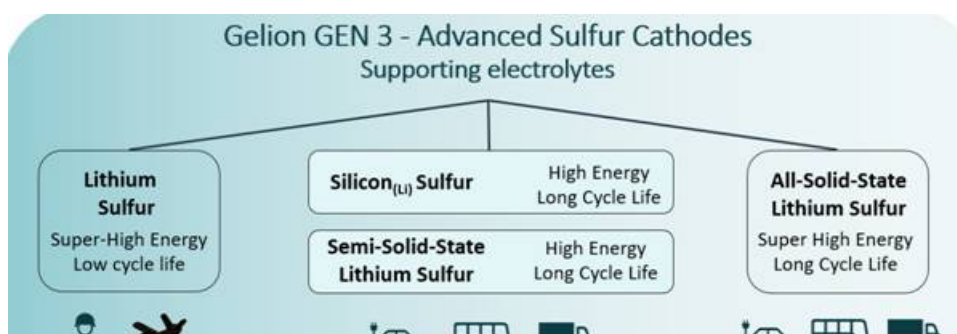 Gelion GEN 3 - Advanced Sulfur Cathodes
Supporting electrolytes
Lithium
Sulfur
Super-High Energy
Low cycle life
Silicon(Li) Sulfur
High Energy
Long Cycle Life
Semi-Solid-State
Lithium Sulfur
High Energy
Long Cycle Life
All-Solid-State
Lithium Sulfur
Super High Energy
Long Cycle Life